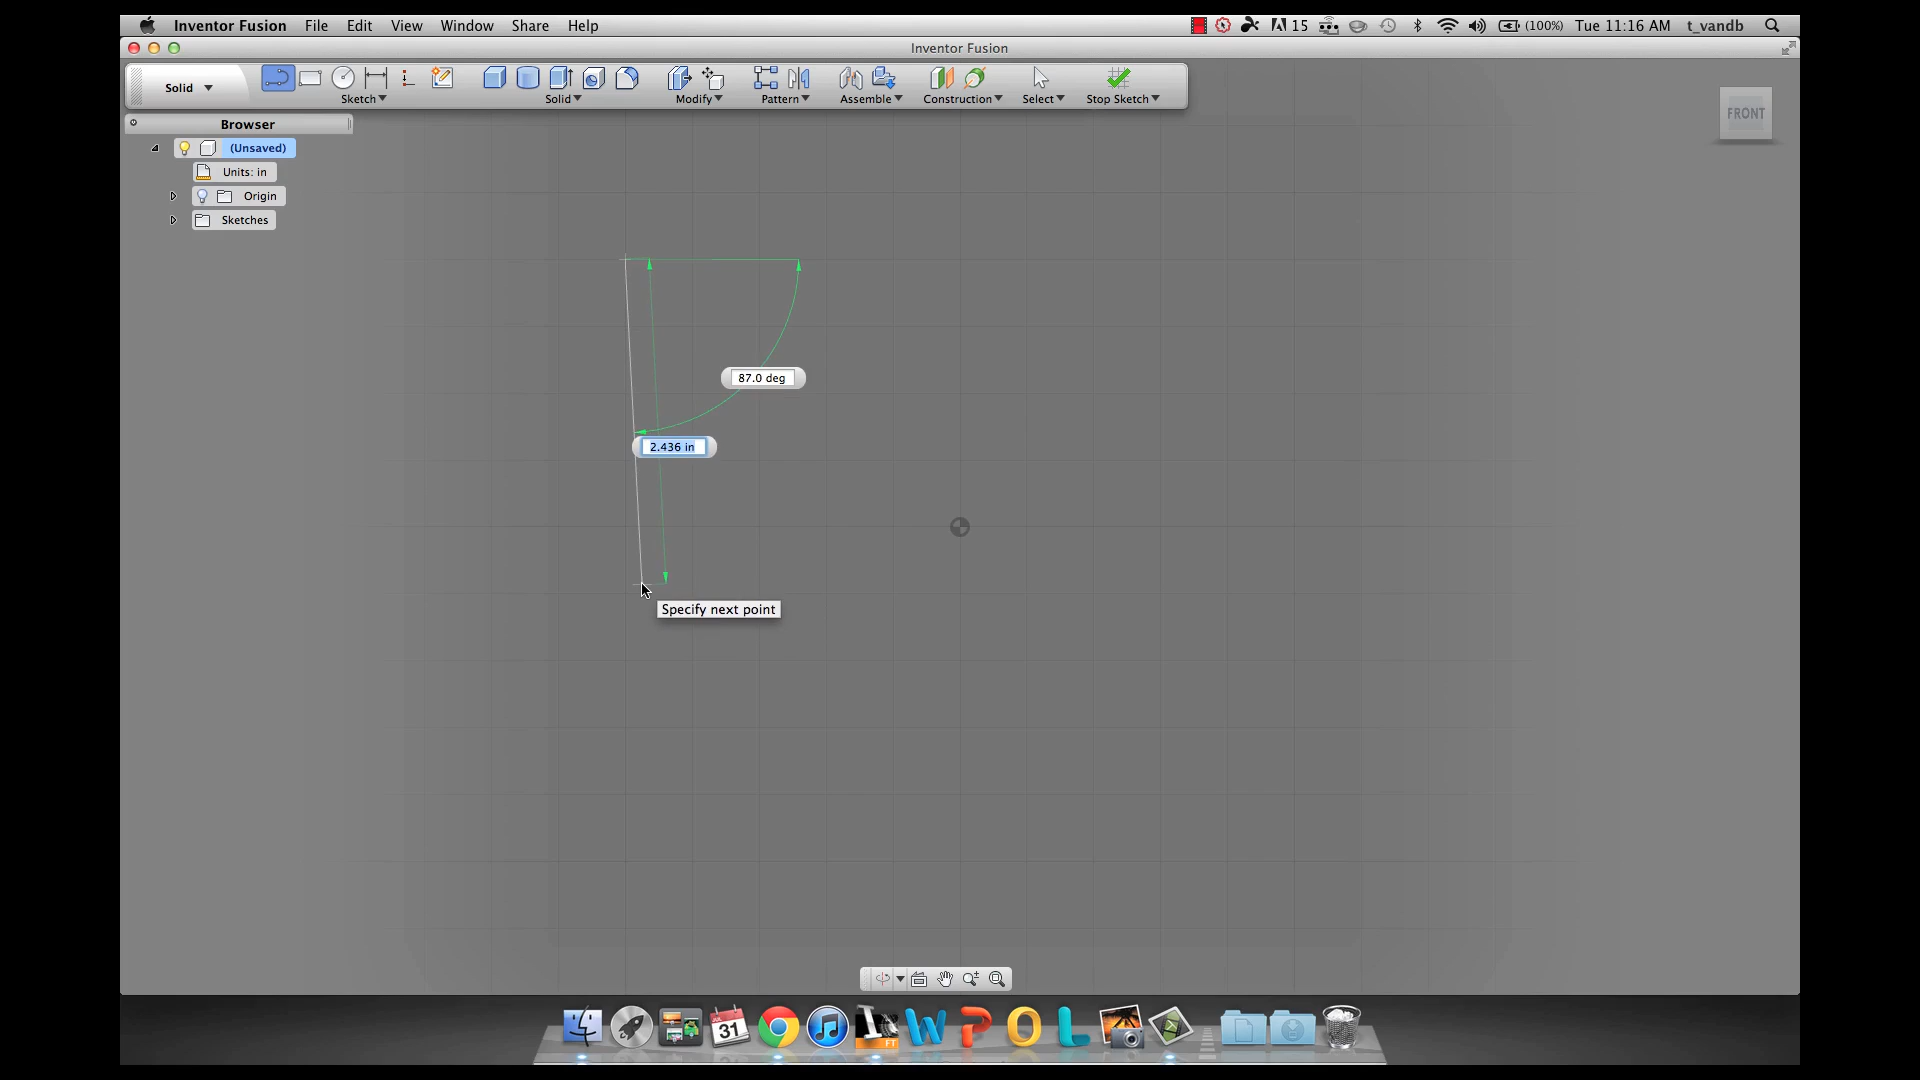 Inventor Fusion File Edit View Window Share Help 15 (100%) Tue 11:16 AM t_vandb
Inventor Fusion
Solid Sketch Solid Modify Pattern Assemble Construction Select Stop Sketch
FRONT
Browser
(Unsaved)
Units: in
Origin
Sketches
87.0 deg
2.436 in
Specify next point
JUL
31
FT
W P O L